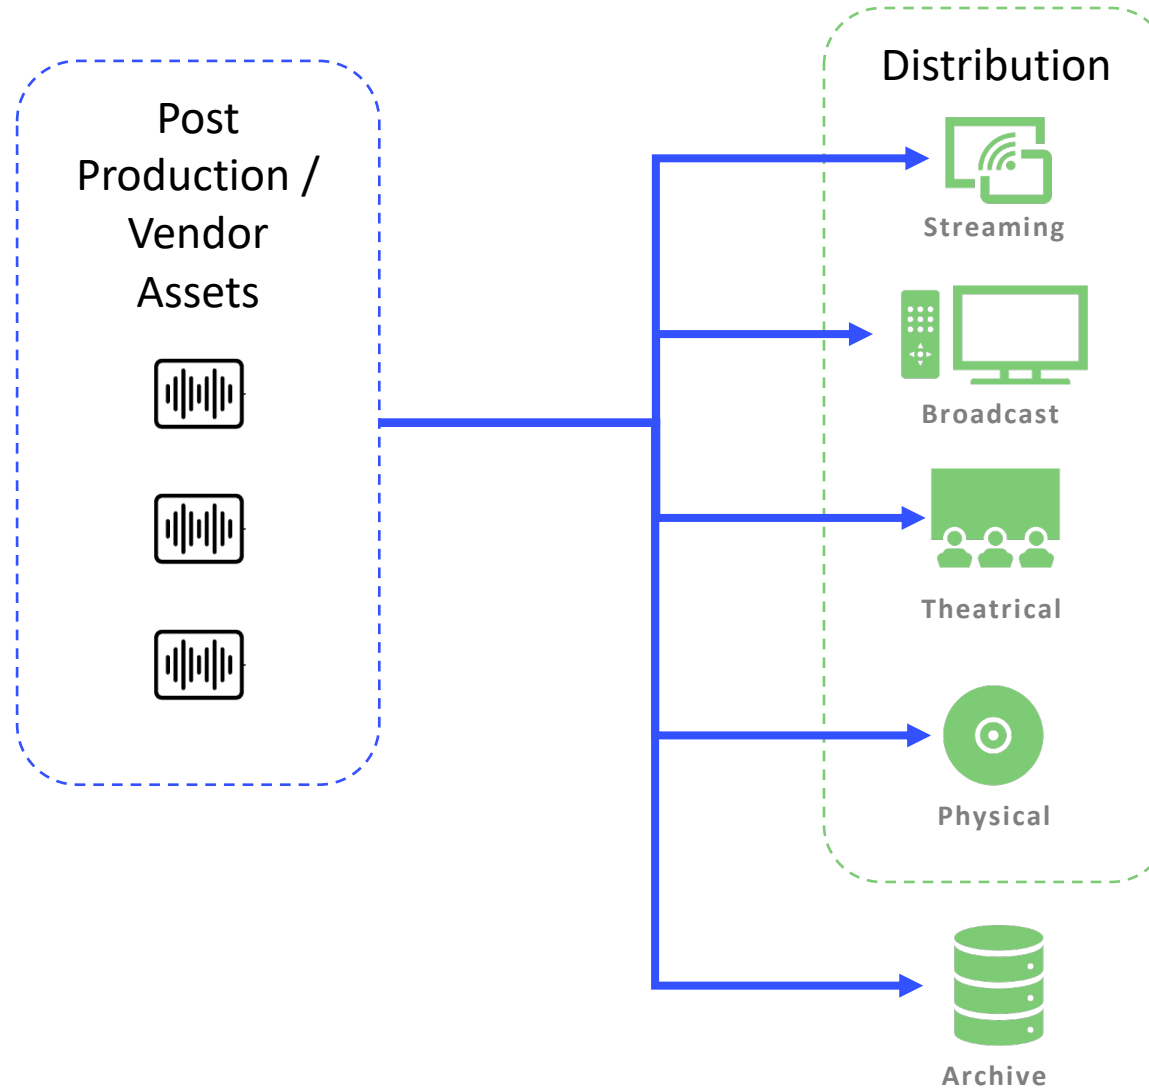 Post
Production /
Vendor
Assets
Distribution
Streaming
Broadcast
Theatrical
Physical
Archive